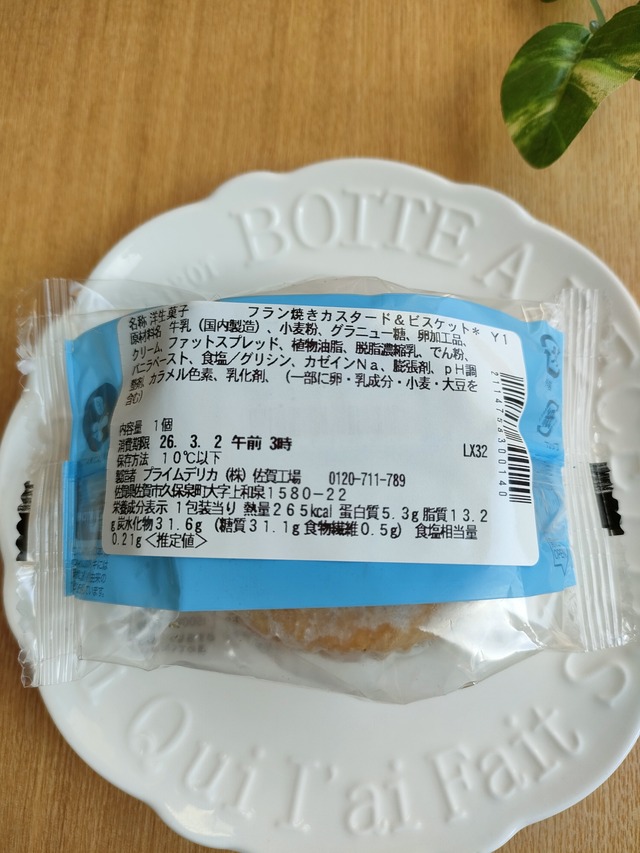 BOITE A
フラン焼きカスタード＆ビスケット＊ Y1
名称 洋生菓子
原材料名 牛乳（国内製造）、小麦粉、グラニュー糖、卵加工品、
クリーム、ファットスプレッド、植物油脂、脱脂濃縮乳、でん粉、
バニラペースト、食塩／グリシン、カゼインＮａ、膨張剤、ｐＨ調
整剤、カラメル色素、乳化剤、（一部に卵・乳成分・小麦・大豆を
含む）
内容量 1個
消費期限 26. 3. 2 午前 3時
LX32
保存方法 10℃以下
製造者 プライムデリカ（株）佐賀工場 0120-711-789
佐賀県佐賀市久保泉町大字上和泉1580-22
栄養成分表示 1包装当り 熱量265kcal 蛋白質5.3g 脂質13.2
g 炭水化物31.6g （糖質31.1g 食物繊維0.5g） 食塩相当量
0.21g＜推定値＞
2114756300140
Qui l'ai Fait